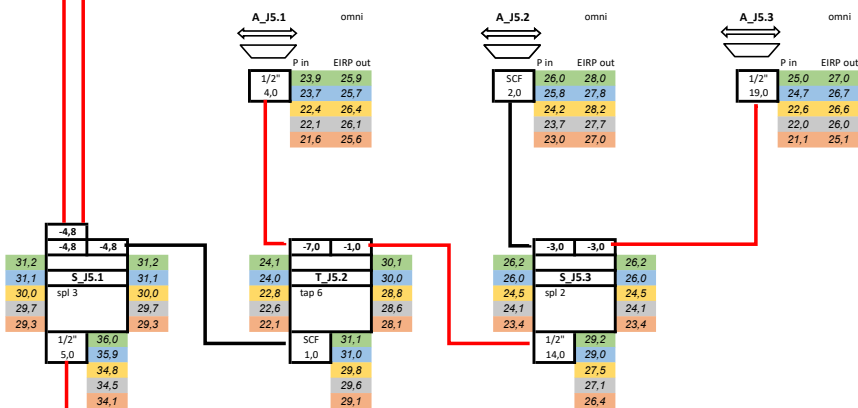 A_J5.1 omni A_J5.2 omni A_J5.3 omni
P in EIRP out P in EIRP out P in EIRP out
1/2" 23,9 25,9 SCF 26,0 28,0 1/2" 25,0 27,0
4,0 23,7 25,7 2,0 25,8 27,8 19,0 24,7 26,7
22,4 26,4 24,2 28,2 22,6 26,6
22,1 26,1 23,7 27,7 22,0 26,0
21,6 25,6 23,0 27,0 21,1 25,1
-4,8
-4,8 -4,8 -7,0 -1,0 -3,0 -3,0
31,2 31,2 24,1 30,1 26,2 26,2
31,1 S_J5.1 31,1 24,0 T_J5.2 30,0 26,0 S_J5.3 26,0
30,0 spl 3 30,0 22,8 tap 6 28,8 24,5 spl 2 24,5
29,7 29,7 22,6 28,6 24,1 24,1
29,3 29,3 22,1 28,1 23,4 23,4
1/2" 36,0 SCF 31,1 1/2" 29,2
5,0 35,9 1,0 31,0 14,0 29,0
34,8 29,8 27,5
34,5 29,6 27,1
34,1 29,1 26,4